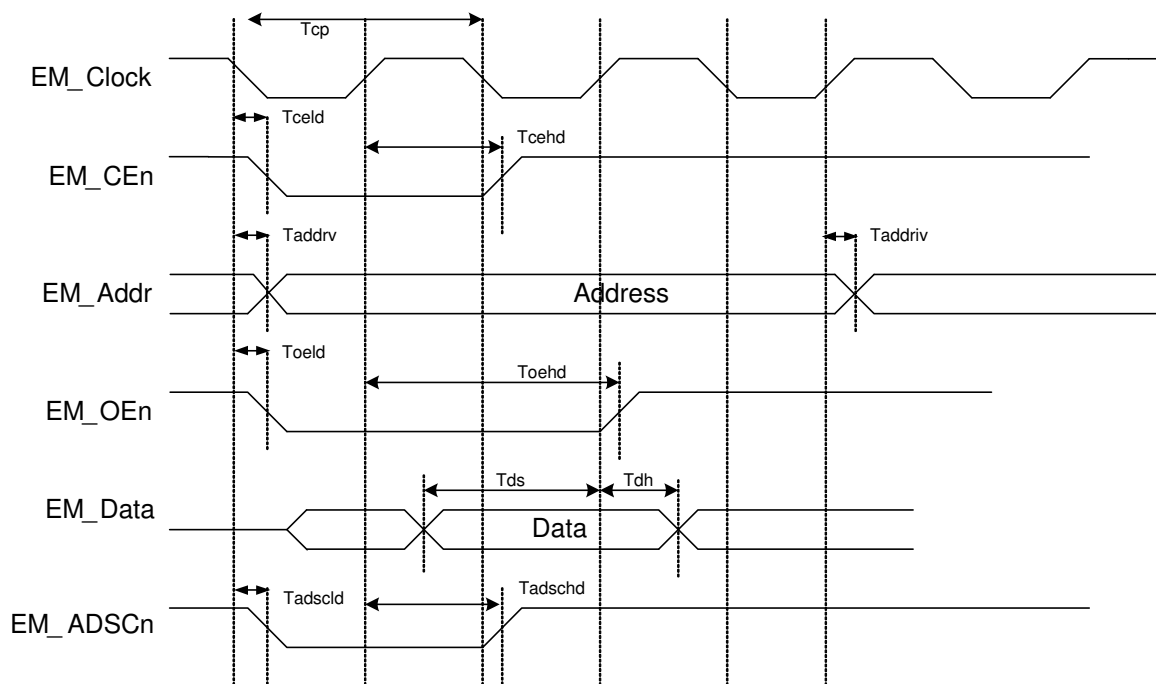 Tcp
EM_Clock
Tceld
Tcehd
EM_CEn
Taddrv
Taddriv
EM_Addr
Address
Toeld
Toehd
EM_OEn
Tds
Tdh
EM_Data
Data
Tadscld
Tadschd
EM_ADSCn